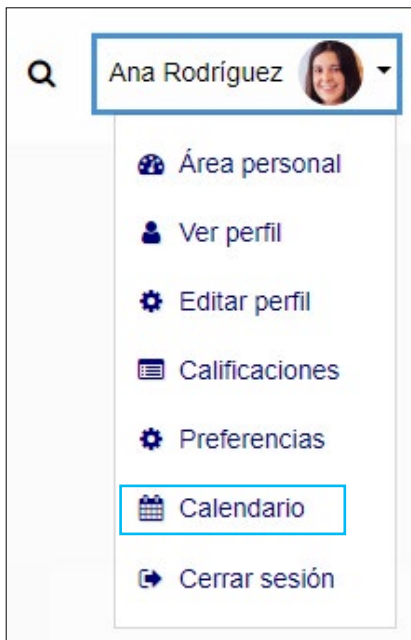 Ana Rodríguez
Área personal
Ver perfil
Editar perfil
Calificaciones
Preferencias
Calendario
Cerrar sesión